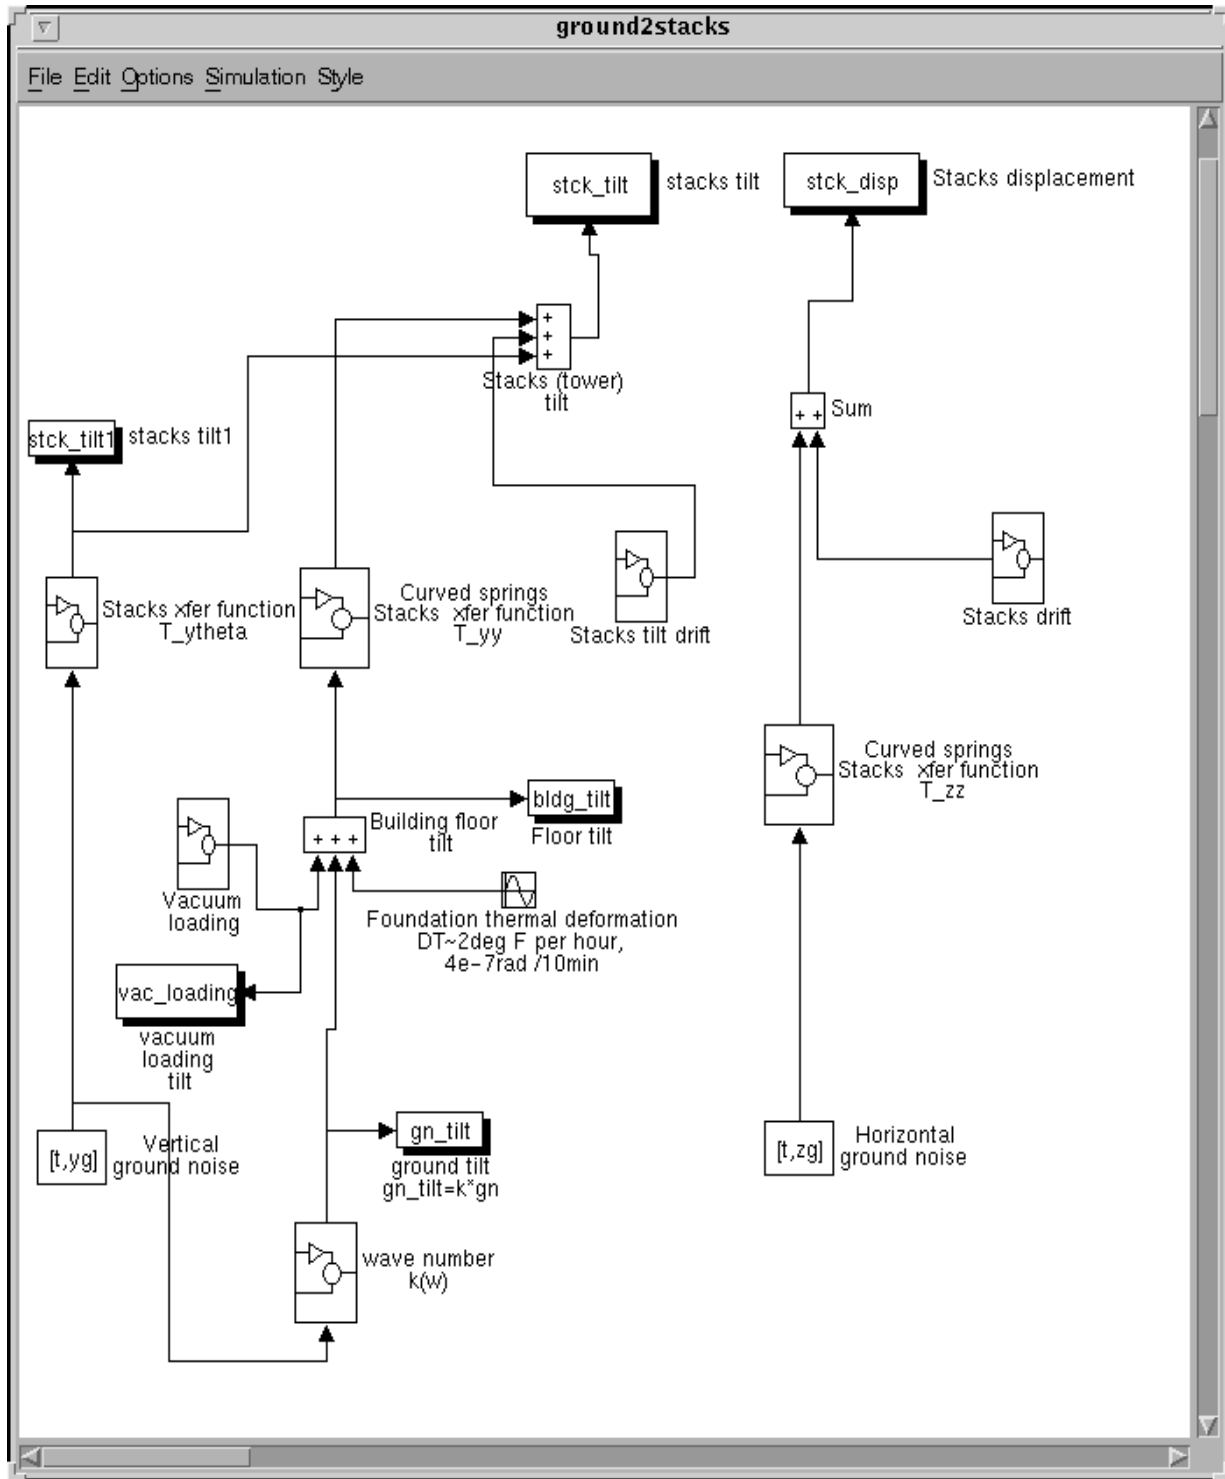 ground2stacks
File Edit Options Simulation Style
stck_tilt
stacks tilt
stck_disp
Stacks displacement
+
+
+
Stacks (tower)
tilt
+ +
Sum
stck_tilt1
stacks tilt1
Stacks xfer function
T_ytheta
Curved springs
Stacks xfer function
T_yy
Stacks tilt drift
Stacks drift
Curved springs
Stacks xfer function
T_zz
bldg_tilt
Floor tilt
+ + +
Building floor
tilt
Vacuum
loading
Foundation thermal deformation
DT~2deg F per hour,
4e-7rad /10min
vac_loading
vacuum
loading
tilt
[t,yg]
Vertical
ground noise
gn_tilt
ground tilt
gn_tilt=k*gn
[t,zg]
Horizontal
ground noise
wave number
k(w)